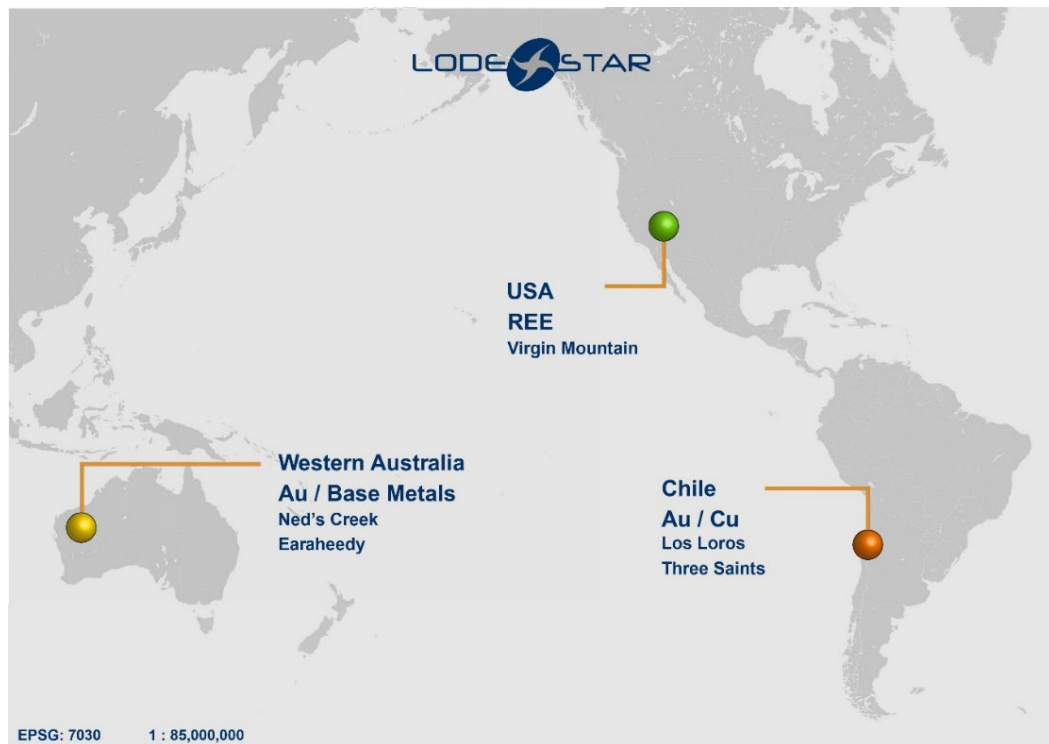 LODESTAR
USA
REE
Virgin Mountain
Western Australia
Au / Base Metals
Ned's Creek
Earaheedy
Chile
Au / Cu
Los Loros
Three Saints
EPSG: 7030 1 : 85,000,000